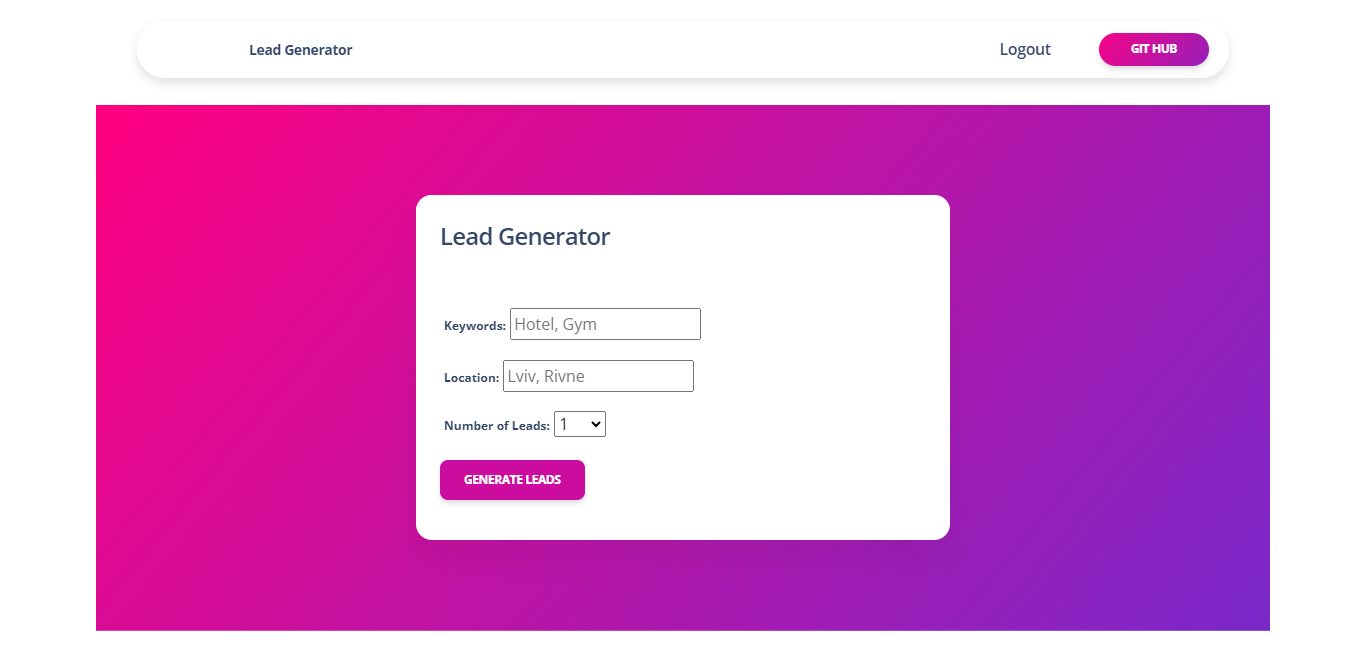 Lead Generator
Logout
GIT HUB
Lead Generator
Keywords: Hotel, Gym
Location: Lviv, Rivne
Number of Leads: 1
GENERATE LEADS